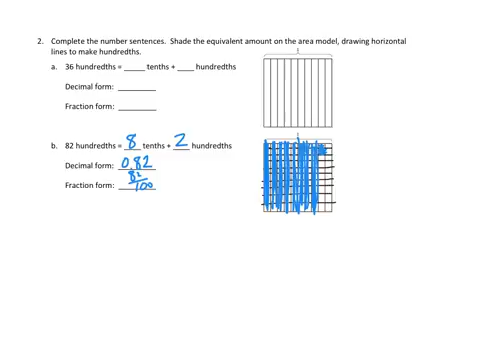 2. Complete the number sentences. Shade the equivalent amount on the area model, drawing horizontal
lines to make hundredths.
1
a. 36 hundredths = _____ tenths + ____ hundredths
Decimal form: _________
Fraction form: _________
1
b. 82 hundredths = 8 tenths + 2 hundredths
Decimal form: 0.82
Fraction form: 82/100